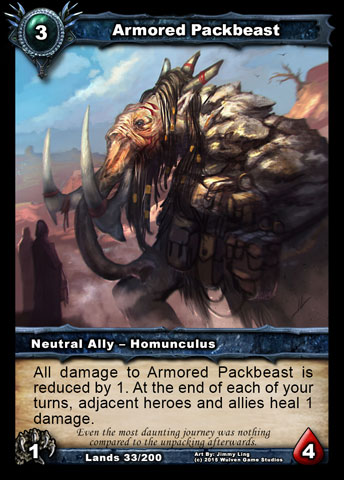 3
Armored Packbeast
Neutral Ally – Homunculus
All damage to Armored Packbeast is
reduced by 1. At the end of each of your
turns, adjacent heroes and allies heal 1
damage.
Even the most daunting journey was nothing
compared to the unpacking afterwards.
1
Lands 33/200
Art By: Jimmy Ling
(c) 2015 Wulven Game Studios
4